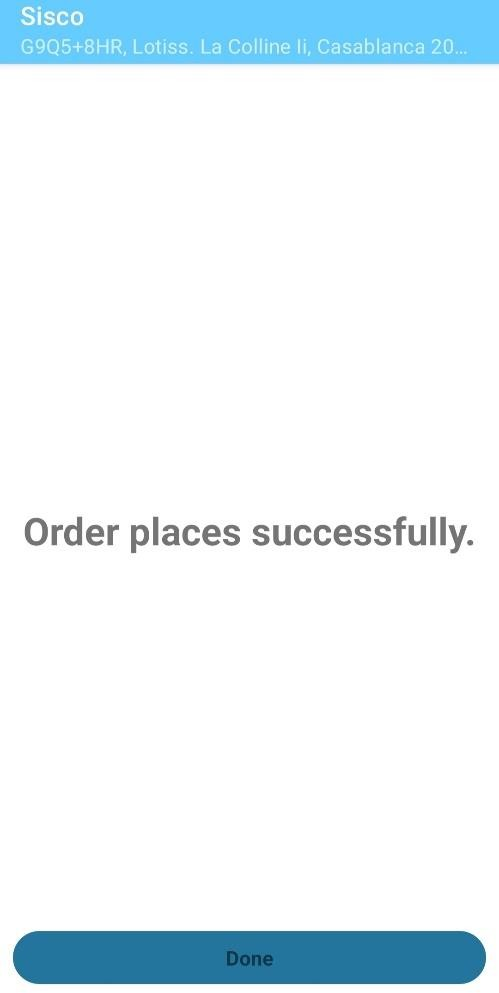 Sisco
G9Q5+8HR, Lotiss. La Colline Ii, Casablanca 20...
Order places successfully.
Done